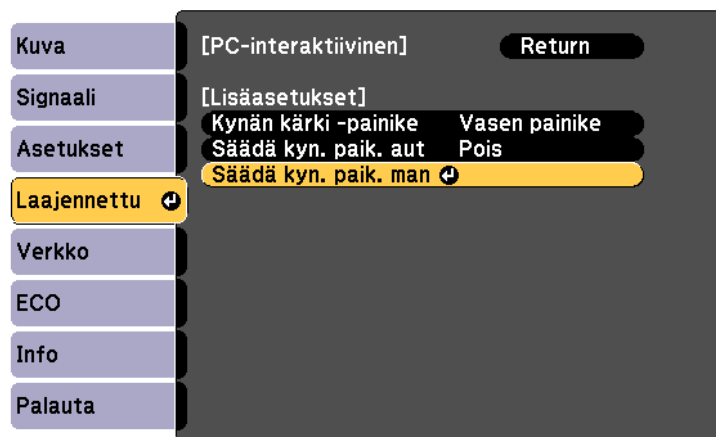 Kuva
Signaali
Asetukset
Laajennettu
Verkko
ECO
Info
Palauta
[PC-interaktiivinen] Return
[Lisäasetukset]
Kynän kärki -painike Vasen painike
Säädä kyn. paik. aut Pois
Säädä kyn. paik. man